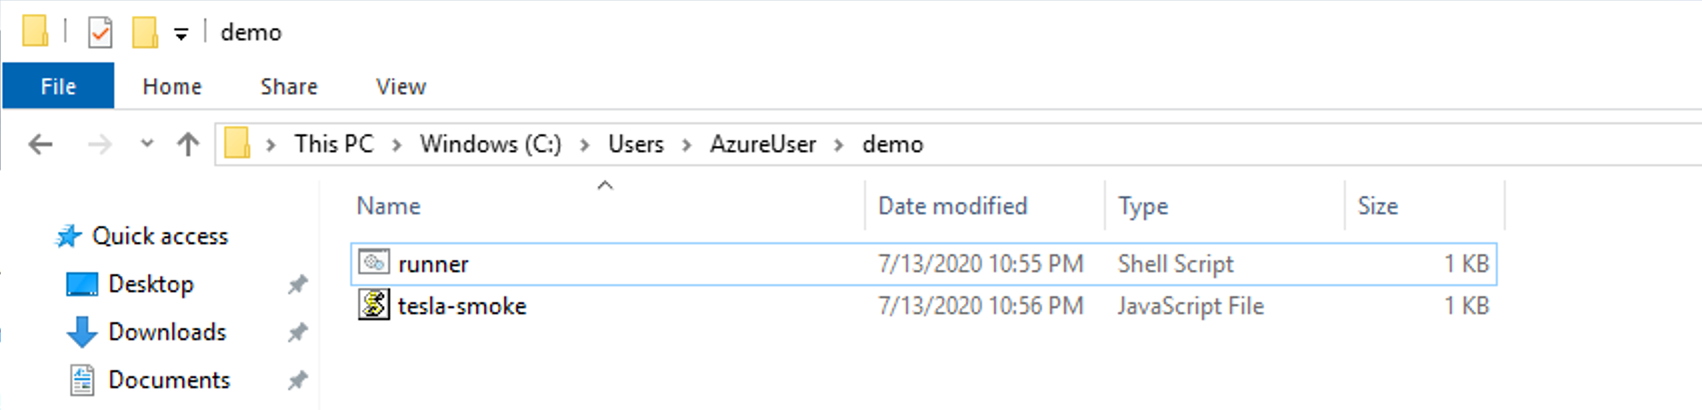 demo
File Home Share View
This PC Windows (C:) Users AzureUser demo
Name Date modified Type Size
Quick access
runner 7/13/2020 10:55 PM Shell Script 1 KB
Desktop
tesla-smoke 7/13/2020 10:56 PM JavaScript File 1 KB
Downloads
Documents